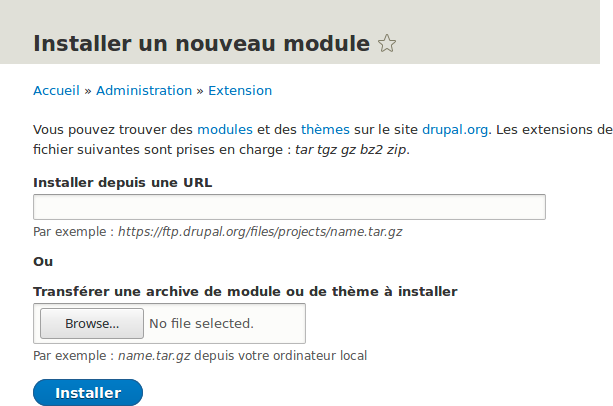 Installer un nouveau module
Accueil » Administration » Extension
Vous pouvez trouver des modules et des thèmes sur le site drupal.org. Les extensions de
fichier suivantes sont prises en charge : tar tgz gz bz2 zip.
Installer depuis une URL
Par exemple : https://ftp.drupal.org/files/projects/name.tar.gz
Ou
Transférer une archive de module ou de thème à installer
Browse... No file selected.
Par exemple : name.tar.gz depuis votre ordinateur local
Installer